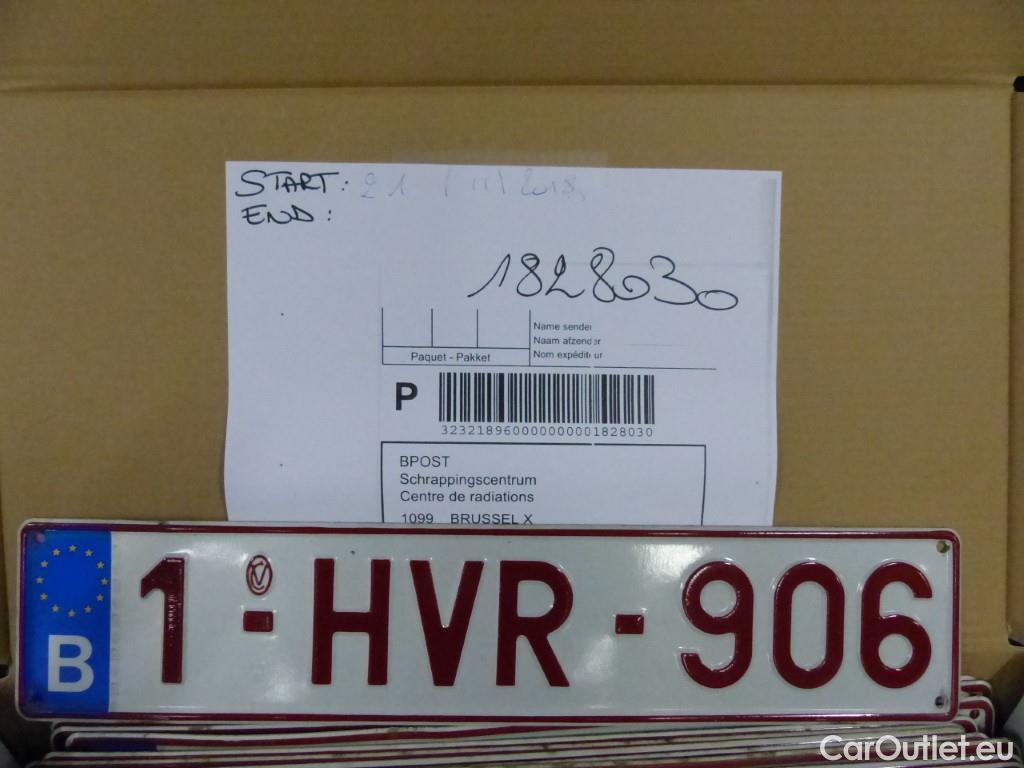 START: 21 / 11 / 2018
END:
1828030
Name sender
Naam afzender
Nom expéditeur
Paquet - Pakket
P
323218960000000001828030
BPOST
Schrappingscentrum
Centre de radiations
1099 BRUSSEL X
B 1-HVR-906
CarOutlet.eu